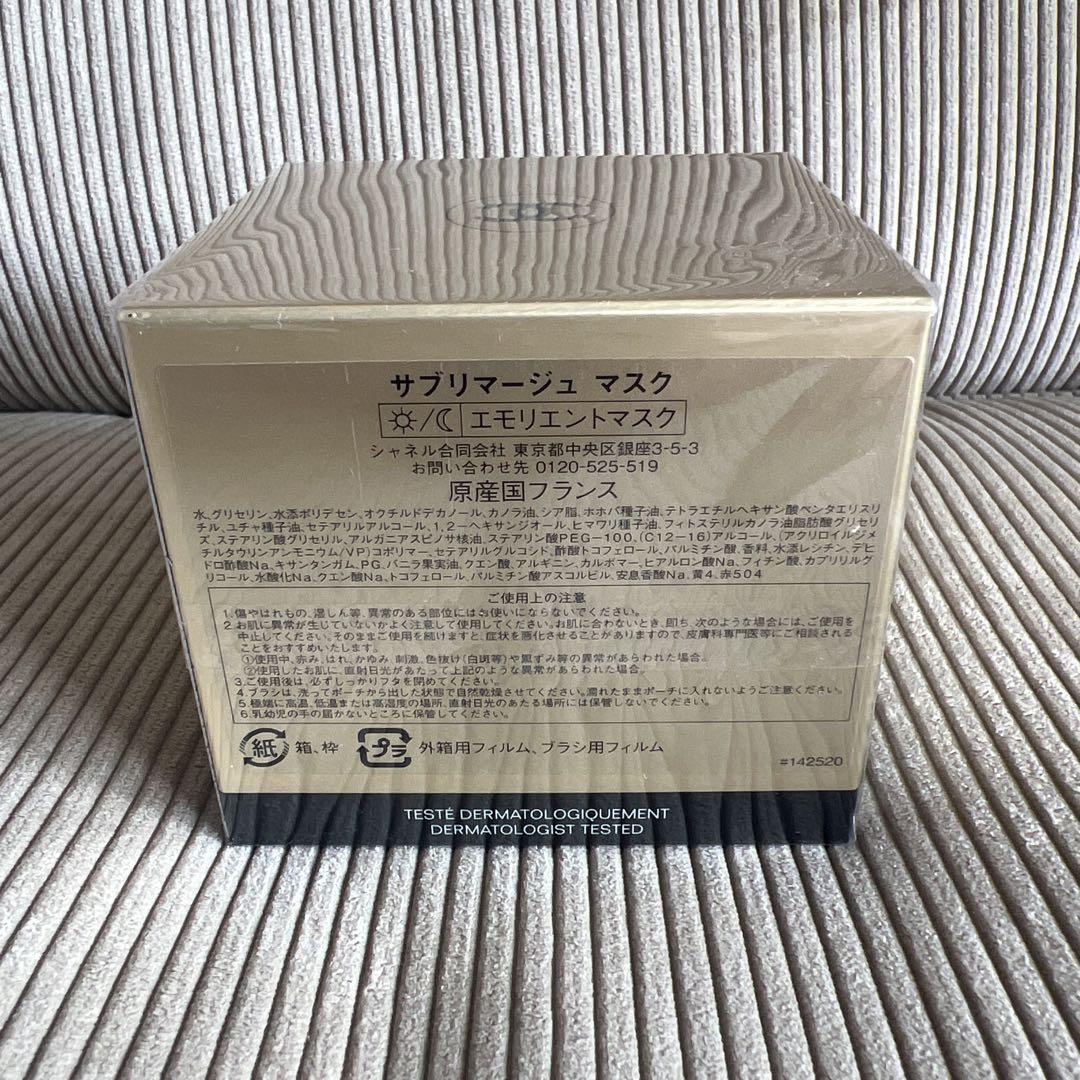 サブリマージュ マスク
エモリエントマスク
シャネル合同会社 東京都中央区銀座3-5-3
お問い合わせ先 0120-525-519
原産国フランス
水、グリセリン、水添ポリデセン、オクチルドデカノール、カノラ油、シア脂、ホホバ種子油、テトラエチルヘキサン酸ペンタエリスリ
チル、ユチャ種子油、セテアリルアルコール、1,2-ヘキサンジオール、ヒマワリ種子油、フィトステリルカノラ油脂肪酸グリセリ
ズ、ステアリン酸グリセリル、アルガニアスピノサ核油、ステアリン酸PEG-100、(C12-16)アルコール、(アクリロイルジメ
チルタウリンアンモニウム/VP)コポリマー、セテアリルグルコシド、酢酸トコフェロール、パルミチン酸、香料、水添レシチン、デヒ
ドロ酢酸Na、キサンタンガム、PG、バニラ果実油、クエン酸、アルギニン、カルボマー、ヒアルロン酸Na、フィチン酸、カプリリルグ
リコール、水酸化Na、クエン酸Na、トコフェロール、パルミチン酸アスコルビル、安息香酸Na、黄4、赤504
ご使用上の注意
1.傷やはれもの、湿しん等、異常のある部位にはお使いにならないでください。
2.お肌に異常が生じていないかよく注意して使用してください。お肌に合わないとき、即ち、次のような場合には、ご使用を
中止してください。そのままご使用を続けますと、症状を悪化させることがありますので、皮膚科専門医等にご相談される
ことをおすすめいたします。
①使用中、赤み、はれ、かゆみ、刺激、色抜け(白斑等)や黒ずみ等の異常があらわれた場合。
②使用したお肌に、直射日光があたって上記のような異常があらわれた場合。
3.ご使用後は、必ずしっかりフタを閉めてください。
4.ブラシは、洗ってポーチから出した状態で自然乾燥させてください。濡れたままポーチに入れないようご注意ください。
5.極端に高温、低温または高湿度の場所、直射日光のあたる場所には保管しないでください。
6.乳幼児の手の届かないところに保管してください。
紙 箱、枠 プラ 外箱用フィルム、ブラシ用フィルム
#142520
TESTÉ DERMATOLOGIQUEMENT
DERMATOLOGIST TESTED